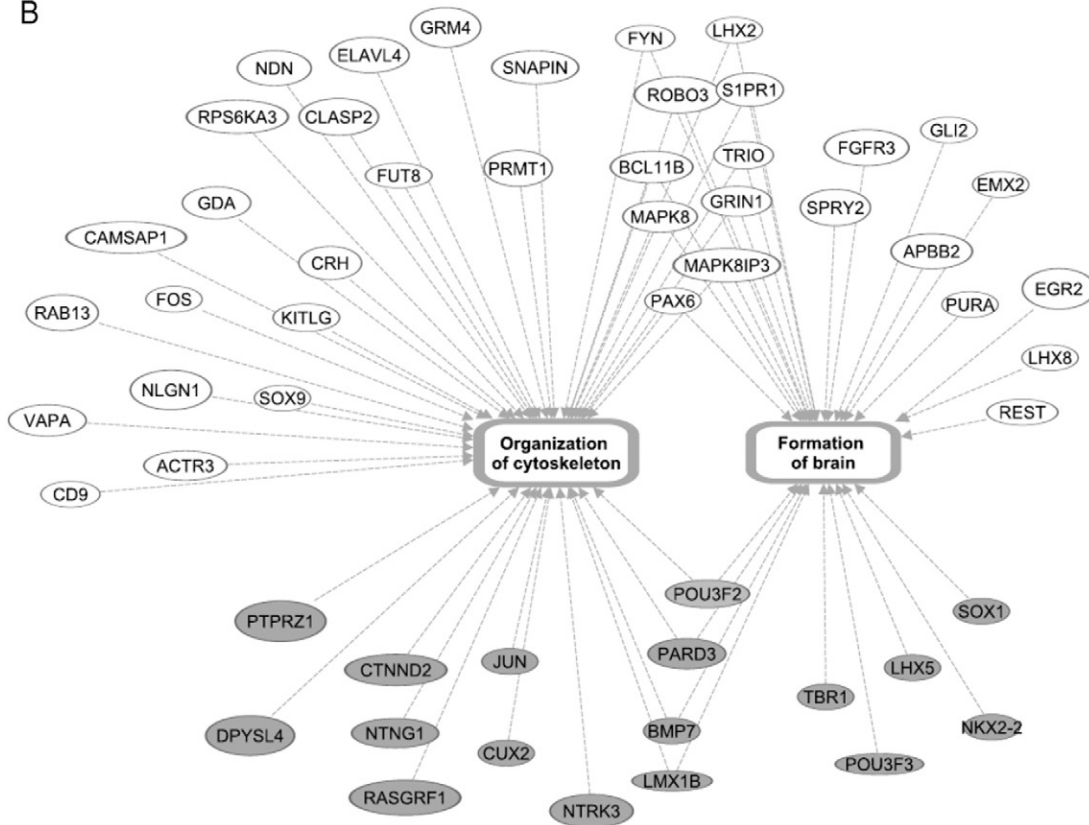 B
GRM4
FYN
LHX2
ELAVL4
NDN
SNAPIN
ROBO3
S1PR1
RPS6KA3
CLASP2
GLI2
FGFR3
TRIO
BCL11B
PRMT1
FUT8
EMX2
GDA
GRIN1
SPRY2
MAPK8
CAMSAP1
APBB2
CRH
MAPK8IP3
EGR2
FOS
PAX6
PURA
RAB13
KITLG
LHX8
NLGN1
SOX9
REST
VAPA
Organization
of cytoskeleton
Formation
of brain
ACTR3
CD9
POU3F2
SOX1
PTPRZ1
PARD3
JUN
CTNND2
LHX5
TBR1
NKX2-2
BMP7
NTNG1
DPYSL4
CUX2
POU3F3
LMX1B
RASGRF1
NTRK3